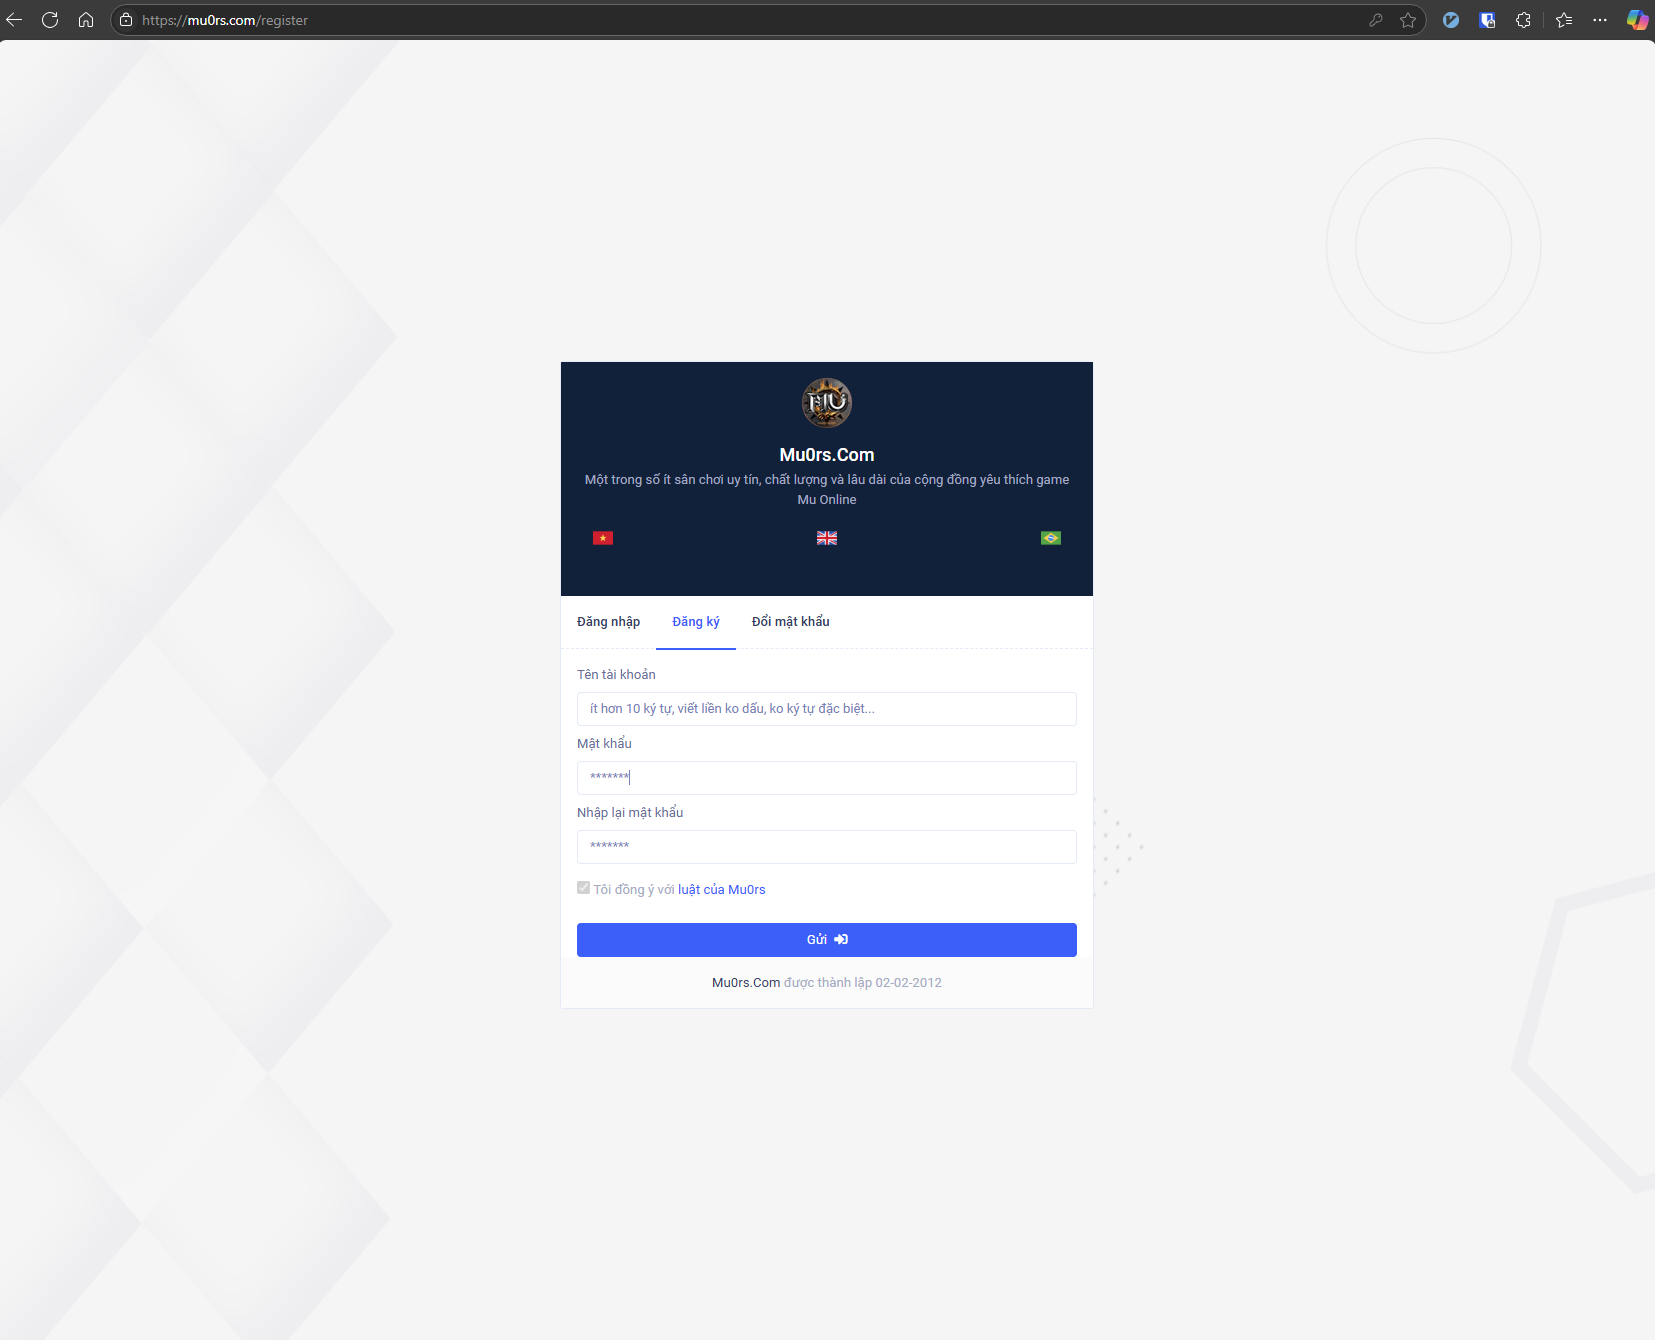 https://mu0rs.com/register
MU
Mu0rs.Com
Một trong số ít sân chơi uy tín, chất lượng và lâu dài của cộng đồng yêu thích game
Mu Online
Đăng nhập Đăng ký Đổi mật khẩu
Tên tài khoản
ít hơn 10 ký tự, viết liền ko dấu, ko ký tự đặc biệt...
Mật khẩu
*******
Nhập lại mật khẩu
*******
Tôi đồng ý với luật của Mu0rs
Gửi
Mu0rs.Com được thành lập 02-02-2012